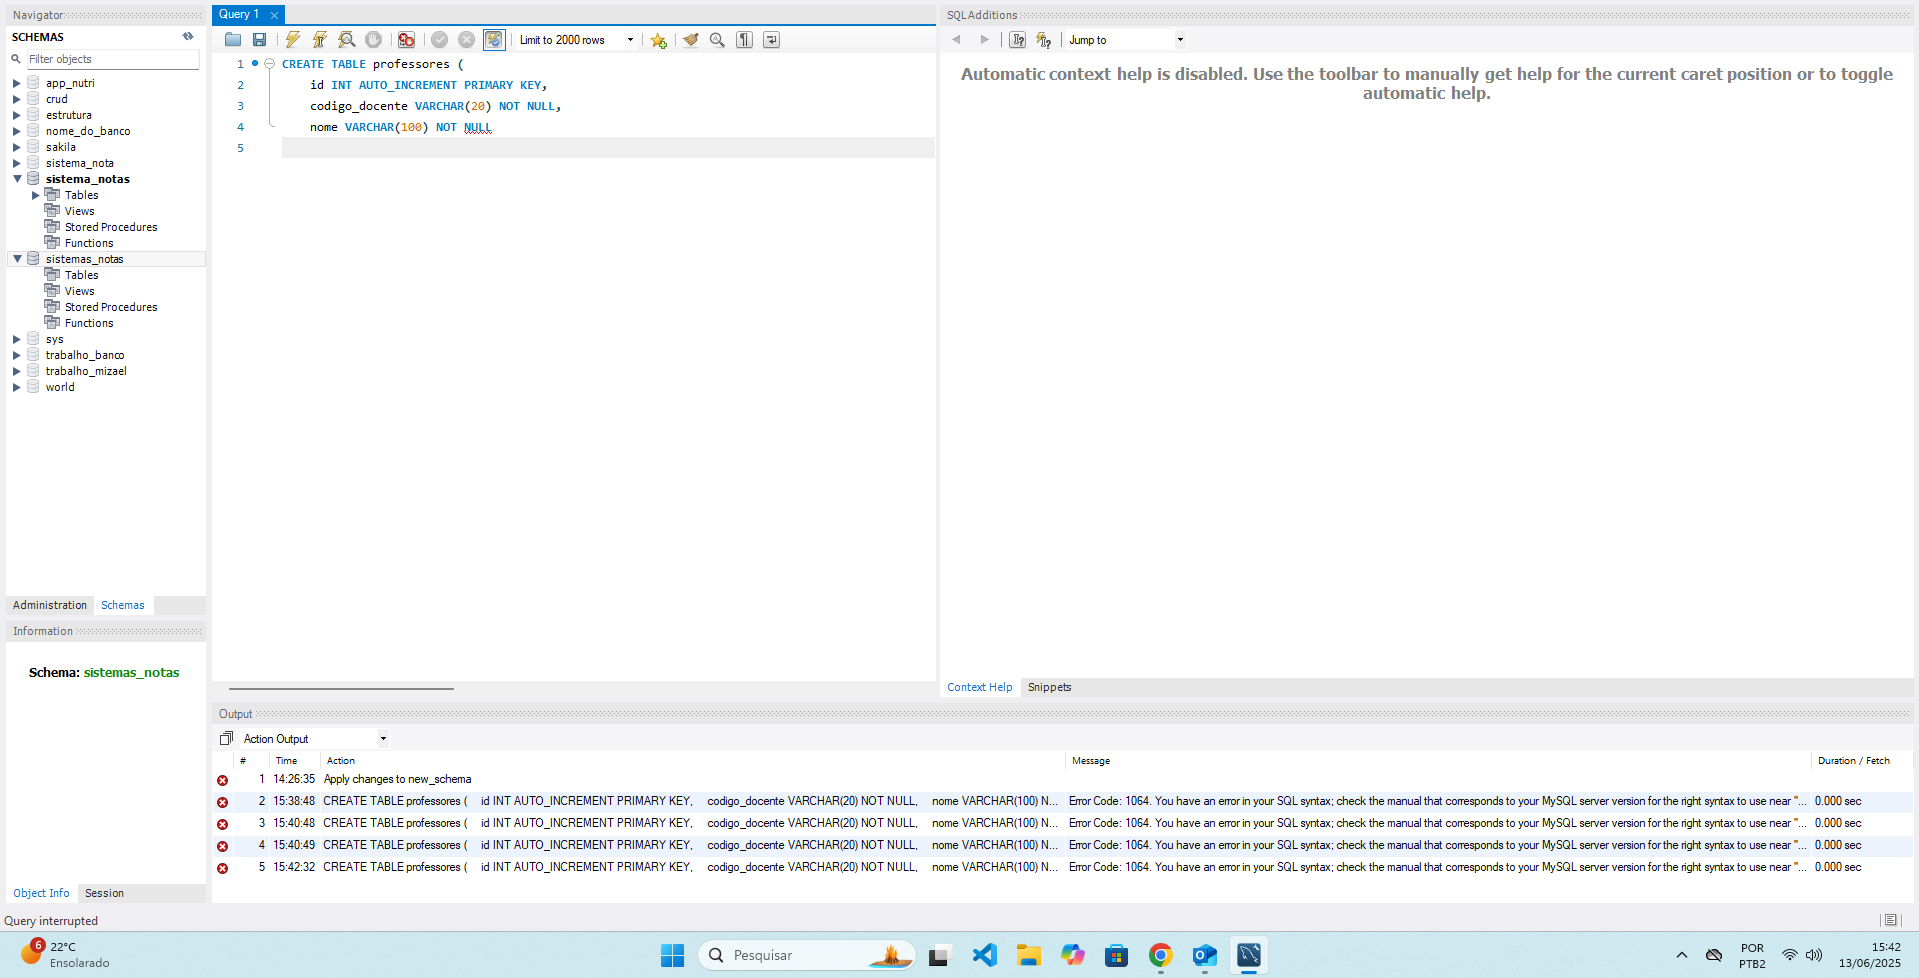 Navigator
SCHEMAS
Filter objects
app_nutri
crud
estrutura
nome_do_banco
sakila
sistema_nota
sistema_notas
Tables
Views
Stored Procedures
Functions
sistemas_notas
Tables
Views
Stored Procedures
Functions
sys
trabalho_banco
trabalho_mizael
world
Administration Schemas
Information
Schema: sistemas_notas
Object Info Session
Query interrupted
Query 1
Limit to 2000 rows
1 CREATE TABLE professores (
2 id INT AUTO_INCREMENT PRIMARY KEY,
3 codigo_docente VARCHAR(20) NOT NULL,
4 nome VARCHAR(100) NOT NULL
5
SQLAdditions
Jump to
Automatic context help is disabled. Use the toolbar to manually get help for the current caret position or to toggle
automatic help.
Context Help Snippets
Output
Action Output
# Time Action Message Duration / Fetch
1 14:26:35 Apply changes to new_schema
2 15:38:48 CREATE TABLE professores ( id INT AUTO_INCREMENT PRIMARY KEY, codigo_docente VARCHAR(20) NOT NULL, nome VARCHAR(100) N... Error Code: 1064. You have an error in your SQL syntax; check the manual that corresponds to your MySQL server version for the right syntax to use near "... 0.000 sec
3 15:40:48 CREATE TABLE professores ( id INT AUTO_INCREMENT PRIMARY KEY, codigo_docente VARCHAR(20) NOT NULL, nome VARCHAR(100) N... Error Code: 1064. You have an error in your SQL syntax; check the manual that corresponds to your MySQL server version for the right syntax to use near "... 0.000 sec
4 15:40:49 CREATE TABLE professores ( id INT AUTO_INCREMENT PRIMARY KEY, codigo_docente VARCHAR(20) NOT NULL, nome VARCHAR(100) N... Error Code: 1064. You have an error in your SQL syntax; check the manual that corresponds to your MySQL server version for the right syntax to use near "... 0.000 sec
5 15:42:32 CREATE TABLE professores ( id INT AUTO_INCREMENT PRIMARY KEY, codigo_docente VARCHAR(20) NOT NULL, nome VARCHAR(100) N... Error Code: 1064. You have an error in your SQL syntax; check the manual that corresponds to your MySQL server version for the right syntax to use near "... 0.000 sec
6
22°C
Ensolarado
Pesquisar
POR
PTB2
15:42
13/06/2025